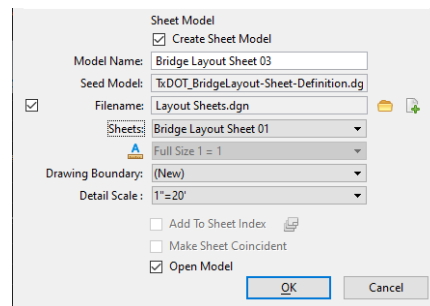 Sheet Model
Create Sheet Model
Model Name: Bridge Layout Sheet 03
Seed Model: TxDOT_BridgeLayout-Sheet-Definition.dg
Filename: Layout Sheets.dgn
Sheets: Bridge Layout Sheet 01
A Full Size 1 = 1
Drawing Boundary: (New)
Detail Scale : 1"=20'
Add To Sheet Index
Make Sheet Coincident
Open Model
OK Cancel